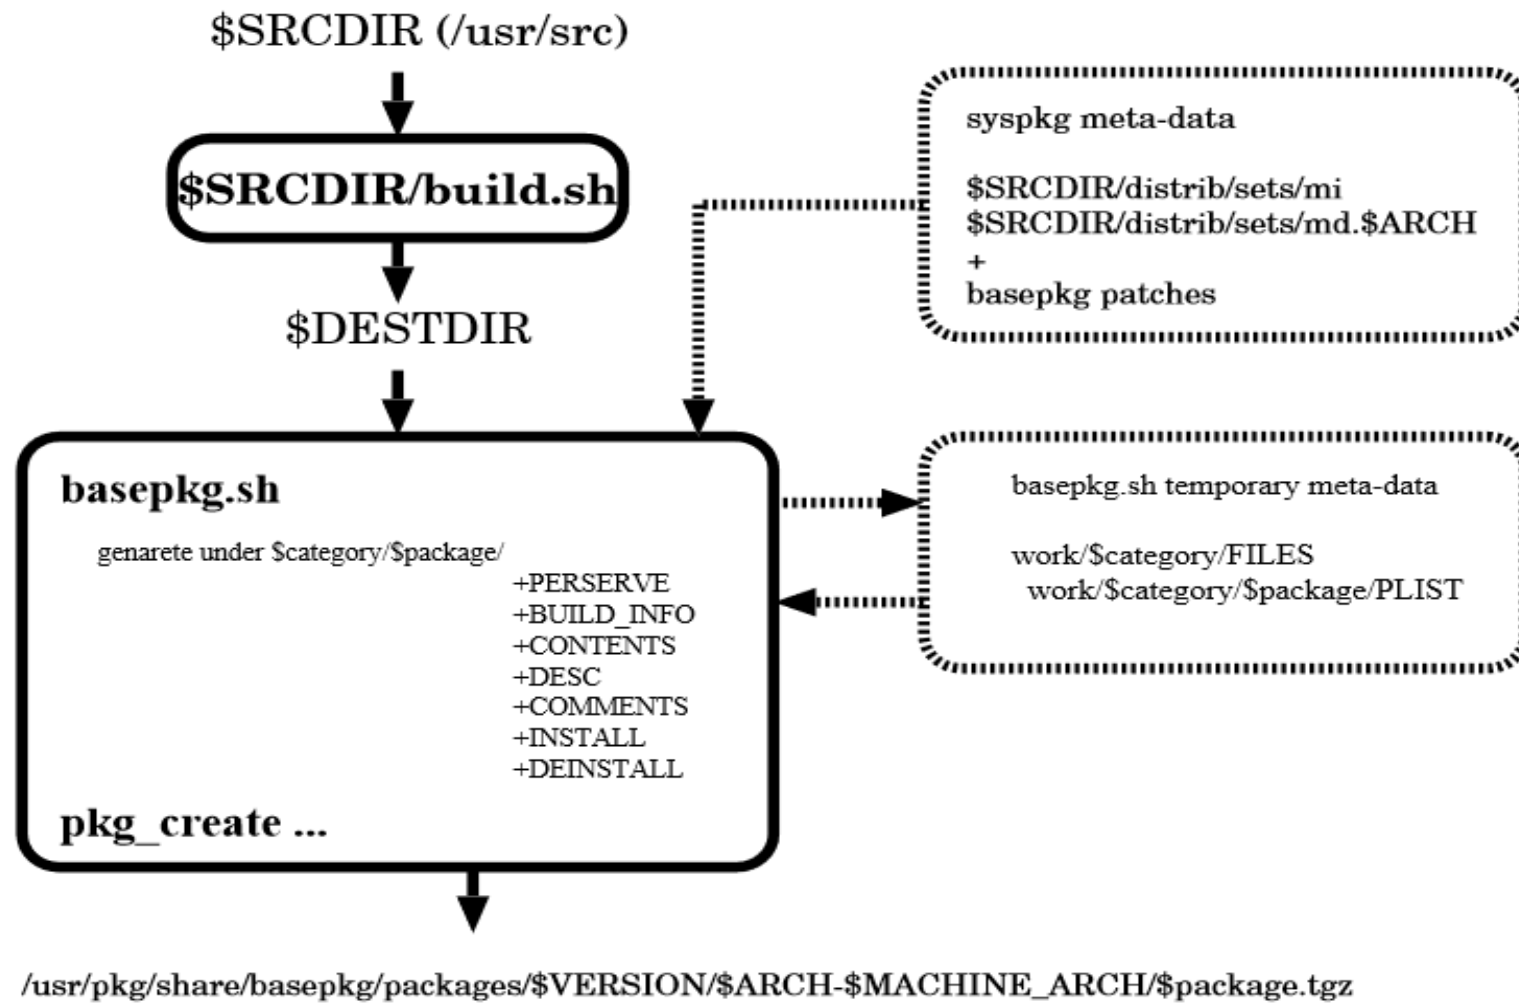 $SRCDIR (/usr/src)
$SRCDIR/build.sh
$DESTDIR
syspkg meta-data
$SRCDIR/distrib/sets/mi
$SRCDIR/distrib/sets/md.$ARCH
+
basepkg patches
basepkg.sh
genarete under $category/$package/
+PERSERVE
+BUILD_INFO
+CONTENTS
+DESC
+COMMENTS
+INSTALL
+DEINSTALL
pkg_create ...
basepkg.sh temporary meta-data
work/$category/FILES
work/$category/$package/PLIST
/usr/pkg/share/basepkg/packages/$VERSION/$ARCH-$MACHINE_ARCH/$package.tgz